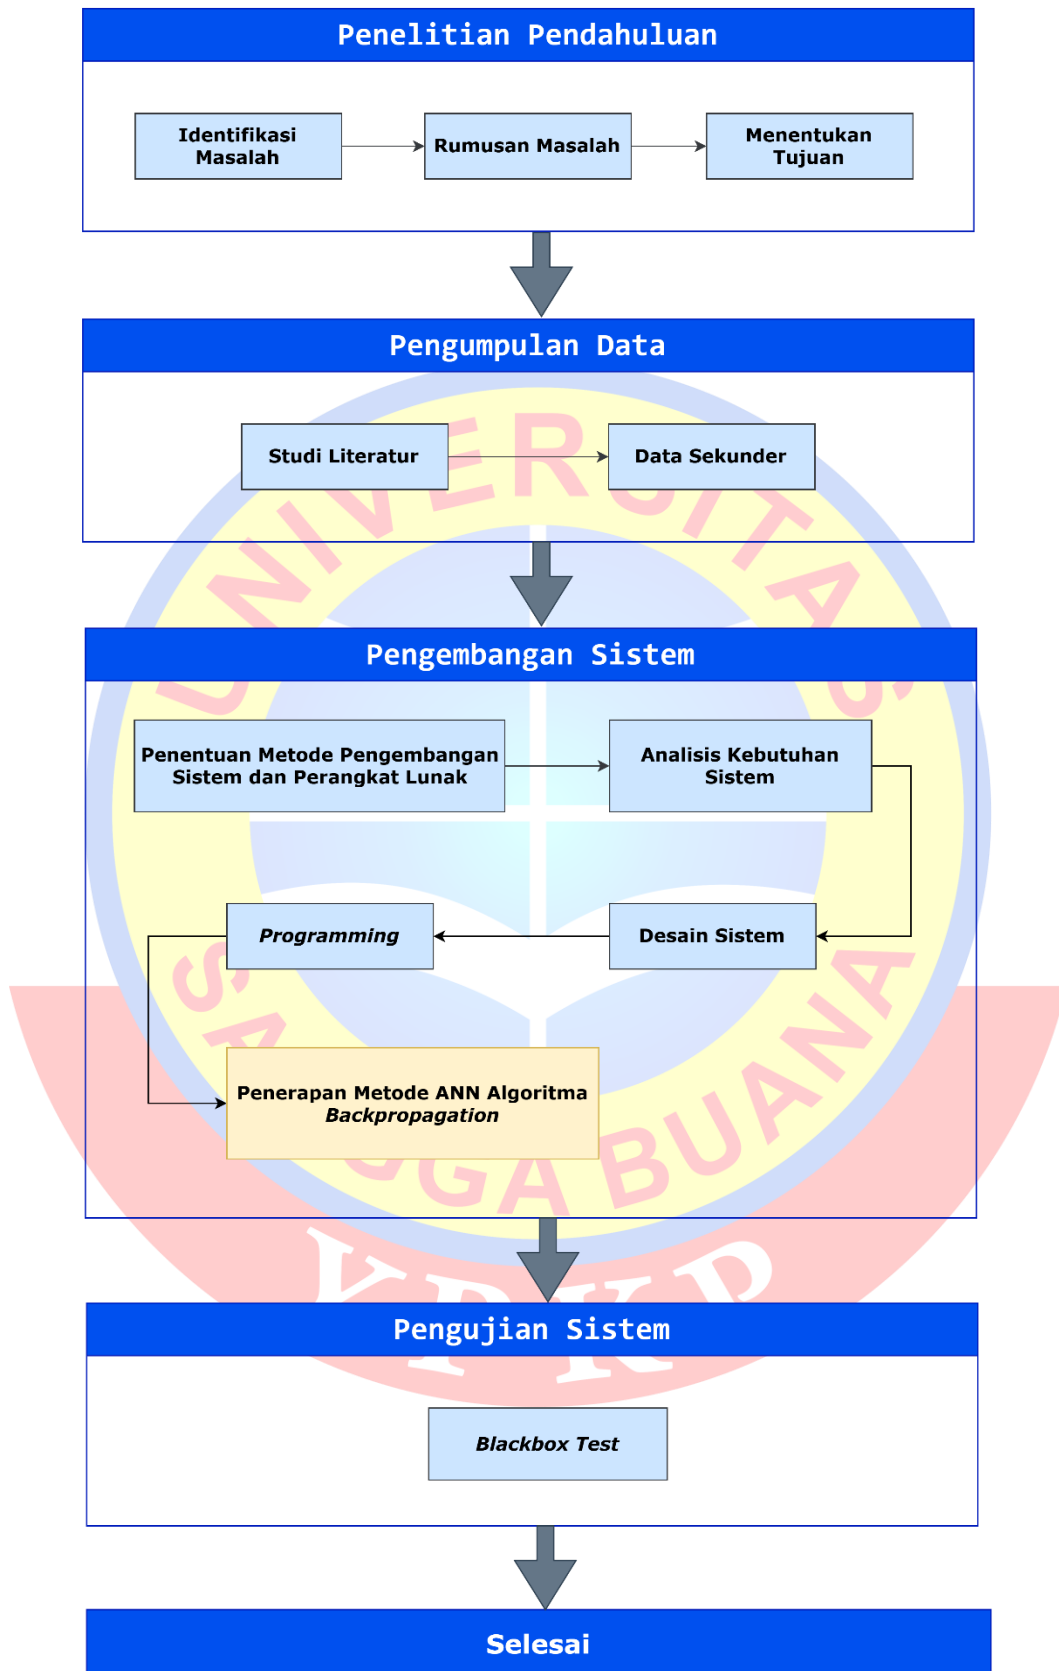 Penelitian Pendahuluan
Identifikasi
Masalah
Rumusan Masalah
Menentukan
Tujuan
Pengumpulan Data
Studi Literatur
Data Sekunder
Pengembangan Sistem
Penentuan Metode Pengembangan
Sistem dan Perangkat Lunak
Analisis Kebutuhan
Sistem
Programming
Desain Sistem
Penerapan Metode ANN Algoritma
Backpropagation
Pengujian Sistem
Blackbox Test
Selesai
UNIVERSITAS
SANGGA BUANA
YPKP